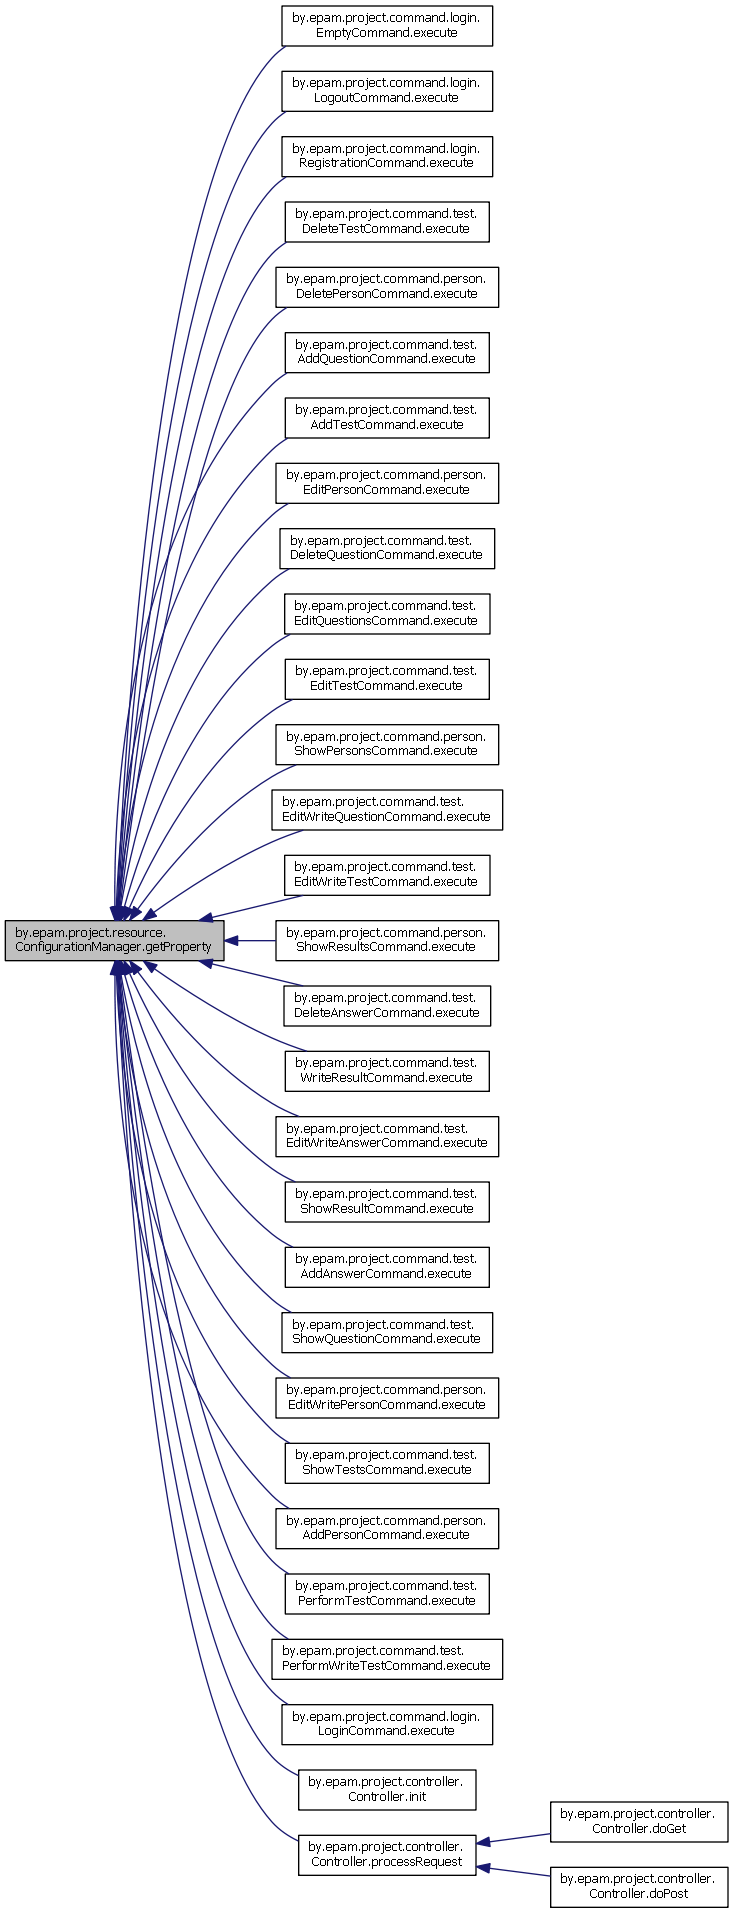 by.epam.project.command.login.
EmptyCommand.execute
by.epam.project.command.login.
LogoutCommand.execute
by.epam.project.command.login.
RegistrationCommand.execute
by.epam.project.command.test.
DeleteTestCommand.execute
by.epam.project.command.person.
DeletePersonCommand.execute
by.epam.project.command.test.
AddQuestionCommand.execute
by.epam.project.command.test.
AddTestCommand.execute
by.epam.project.command.person.
EditPersonCommand.execute
by.epam.project.command.test.
DeleteQuestionCommand.execute
by.epam.project.command.test.
EditQuestionsCommand.execute
by.epam.project.command.test.
EditTestCommand.execute
by.epam.project.command.person.
ShowPersonsCommand.execute
by.epam.project.command.test.
EditWriteQuestionCommand.execute
by.epam.project.command.test.
EditWriteTestCommand.execute
by.epam.project.resource.
ConfigurationManager.getProperty
by.epam.project.command.person.
ShowResultsCommand.execute
by.epam.project.command.test.
DeleteAnswerCommand.execute
by.epam.project.command.test.
WriteResultCommand.execute
by.epam.project.command.test.
EditWriteAnswerCommand.execute
by.epam.project.command.test.
ShowResultCommand.execute
by.epam.project.command.test.
AddAnswerCommand.execute
by.epam.project.command.test.
ShowQuestionCommand.execute
by.epam.project.command.person.
EditWritePersonCommand.execute
by.epam.project.command.test.
ShowTestsCommand.execute
by.epam.project.command.person.
AddPersonCommand.execute
by.epam.project.command.test.
PerformTestCommand.execute
by.epam.project.command.test.
PerformWriteTestCommand.execute
by.epam.project.command.login.
LoginCommand.execute
by.epam.project.controller.
Controller.init
by.epam.project.controller.
Controller.processRequest
by.epam.project.controller.
Controller.doGet
by.epam.project.controller.
Controller.doPost